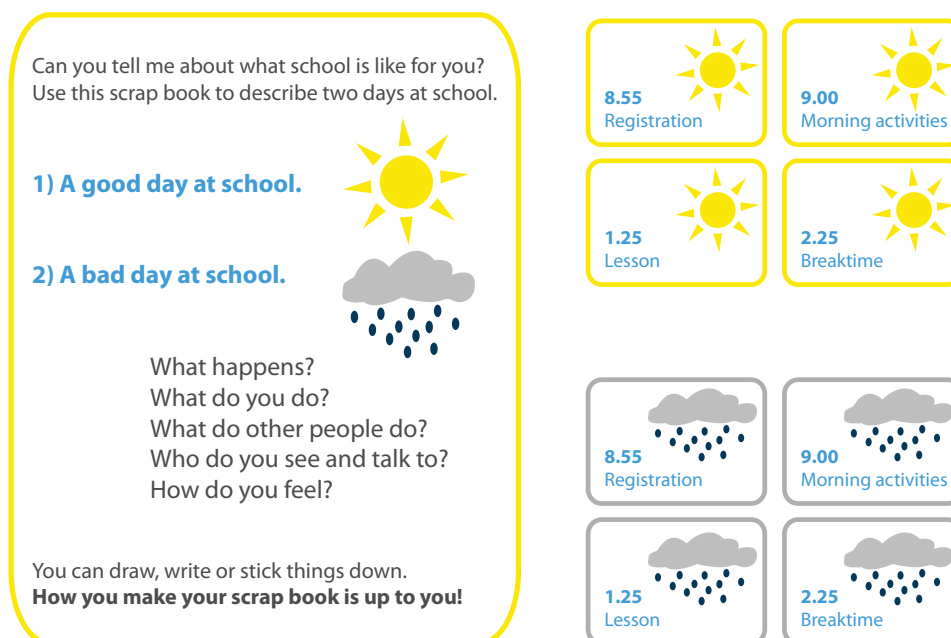 Can you tell me about what school is like for you?
Use this scrap book to describe two days at school.
1) A good day at school.
2) A bad day at school.
What happens?
What do you do?
What do other people do?
Who do you see and talk to?
How do you feel?
You can draw, write or stick things down.
How you make your scrap book is up to you!
8.55
Registration
9.00
Morning activities
1.25
Lesson
2.25
Breaktime
8.55
Registration
9.00
Morning activities
1.25
Lesson
2.25
Breaktime